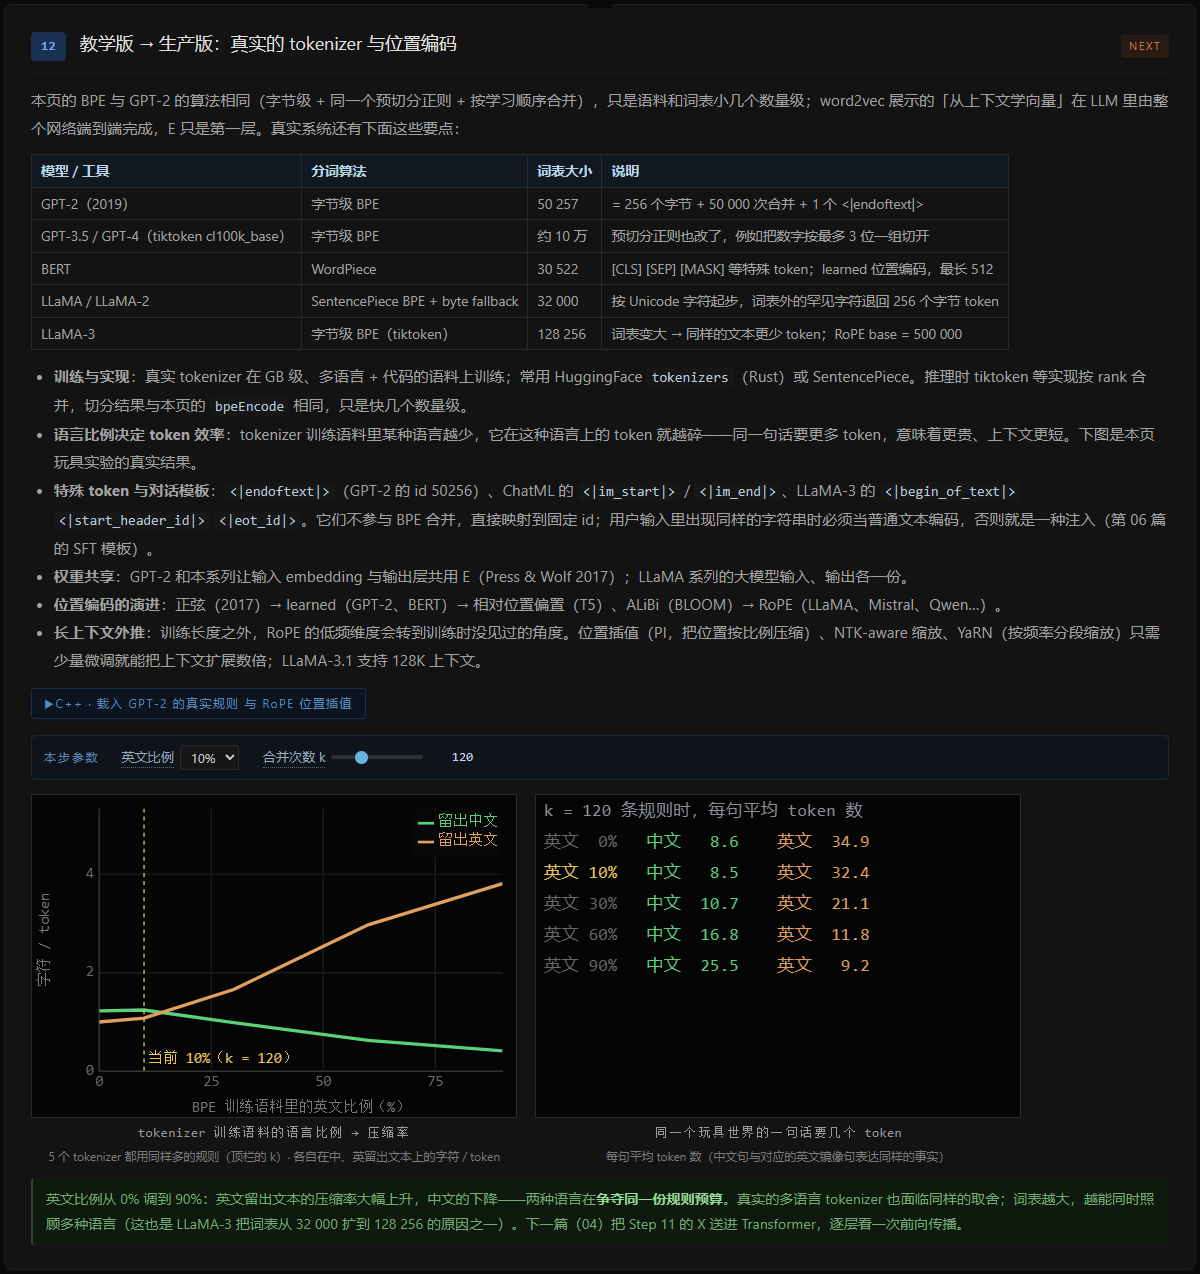 12 教学版 → 生产版：真实的 tokenizer 与位置编码 NEXT
本页的 BPE 与 GPT-2 的算法相同（字节级 + 同一个预切分正则 + 按学习顺序合并），只是语料和词表小几个数量级；word2vec 展示的「从上下文学向量」在 LLM 里由整
个网络端到端完成，E 只是第一层。真实系统还有下面这些要点：
模型 / 工具 分词算法 词表大小 说明
GPT-2（2019） 字节级 BPE 50 257 = 256 个字节 + 50 000 次合并 + 1 个 <|endoftext|>
GPT-3.5 / GPT-4（tiktoken cl100k_base） 字节级 BPE 约 10 万 预切分正则也改了，例如把数字按最多 3 位一组切开
BERT WordPiece 30 522 [CLS] [SEP] [MASK] 等特殊 token；learned 位置编码，最长 512
LLaMA / LLaMA-2 SentencePiece BPE + byte fallback 32 000 按 Unicode 字符起步，词表外的罕见字符退回 256 个字节 token
LLaMA-3 字节级 BPE（tiktoken） 128 256 词表变大 → 同样的文本更少 token；RoPE base = 500 000
• 训练与实现：真实 tokenizer 在 GB 级、多语言 + 代码的语料上训练；常用 HuggingFace tokenizers （Rust）或 SentencePiece。推理时 tiktoken 等实现按 rank 合
并，切分结果与本页的 bpeEncode 相同，只是快几个数量级。
• 语言比例决定 token 效率：tokenizer 训练语料里某种语言越少，它在这种语言上的 token 就越碎——同一句话要更多 token，意味着更贵、上下文更短。下图是本页
玩具实验的真实结果。
• 特殊 token 与对话模板： <|endoftext|> （GPT-2 的 id 50256）、ChatML 的 <|im_start|> / <|im_end|>、LLaMA-3 的 <|begin_of_text|>
<|start_header_id|> <|eot_id|>。它们不参与 BPE 合并，直接映射到固定 id；用户输入里出现同样的字符串时必须当普通文本编码，否则就是一种注入（第 06 篇
的 SFT 模板）。
• 权重共享：GPT-2 和本系列让输入 embedding 与输出层共用 E（Press & Wolf 2017）；LLaMA 系列的大模型输入、输出各一份。
• 位置编码的演进：正弦（2017）→ learned（GPT-2、BERT）→ 相对位置偏置（T5）、ALiBi（BLOOM）→ RoPE（LLaMA、Mistral、Qwen…）。
• 长上下文外推：训练长度之外，RoPE 的低频维度会转到训练时没见过的角度。位置插值（PI，把位置按比例压缩）、NTK-aware 缩放、YaRN（按频率分段缩放）只需
少量微调就能把上下文扩展数倍；LLaMA-3.1 支持 128K 上下文。
▶C++ · 载入 GPT-2 的真实规则 与 RoPE 位置插值
本步参数 英文比例 10% 合并次数 k 120
留出中文
留出英文
4
2
0
字符 / token
当前 10%（k = 120）
0 25 50 75
BPE 训练语料里的英文比例（%）
tokenizer 训练语料的语言比例 → 压缩率
5 个 tokenizer 都用同样多的规则（顶栏的 k）· 各自在中、英留出文本上的字符 / token
k = 120 条规则时，每句平均 token 数
英文 0% 中文 8.6 英文 34.9
英文 10% 中文 8.5 英文 32.4
英文 30% 中文 10.7 英文 21.1
英文 60% 中文 16.8 英文 11.8
英文 90% 中文 25.5 英文 9.2
同一个玩具世界的一句话要几个 token
每句平均 token 数（中文句与对应的英文镜像句表达同样的事实）
英文比例从 0% 调到 90%：英文留出文本的压缩率大幅上升，中文的下降——两种语言在争夺同一份规则预算。真实的多语言 tokenizer 也面临同样的取舍；词表越大，越能同时照
顾多种语言（这也是 LLaMA-3 把词表从 32 000 扩到 128 256 的原因之一）。下一篇（04）把 Step 11 的 X 送进 Transformer，逐层看一次前向传播。